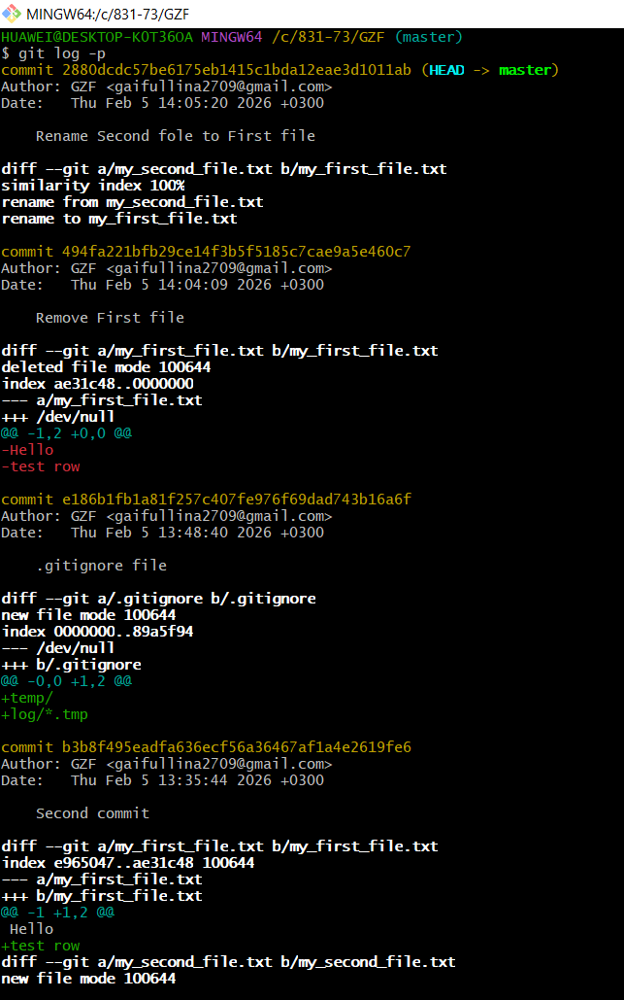 MINGW64:/c/831-73/GZF
HUAWEI@DESKTOP-KOT36OA MINGW64 /c/831-73/GZF (master)
$ git log -p
commit 2880dcdc57be6175eb1415c1bda12eae3d1011ab (HEAD -> master)
Author: GZF <gaifullina2709@gmail.com>
Date:   Thu Feb 5 14:05:20 2026 +0300
    Rename Second fole to First file
diff --git a/my_second_file.txt b/my_first_file.txt
similarity index 100%
rename from my_second_file.txt
rename to my_first_file.txt
commit 494fa221bfb29ce14f3b5f5185c7cae9a5e460c7
Author: GZF <gaifullina2709@gmail.com>
Date:   Thu Feb 5 14:04:09 2026 +0300
    Remove First file
diff --git a/my_first_file.txt b/my_first_file.txt
deleted file mode 100644
index ae31c48..0000000
--- a/my_first_file.txt
+++ /dev/null
@@ -1,2 +0,0 @@
-Hello
-test row
commit e186b1fb1a81f257c407fe976f69dad743b16a6f
Author: GZF <gaifullina2709@gmail.com>
Date:   Thu Feb 5 13:48:40 2026 +0300
    .gitignore file
diff --git a/.gitignore b/.gitignore
new file mode 100644
index 0000000..89a5f94
--- /dev/null
+++ b/.gitignore
@@ -0,0 +1,2 @@
+temp/
+log/*.tmp
commit b3b8f495eadfa636ecf56a36467af1a4e2619fe6
Author: GZF <gaifullina2709@gmail.com>
Date:   Thu Feb 5 13:35:44 2026 +0300
    Second commit
diff --git a/my_first_file.txt b/my_first_file.txt
index e965047..ae31c48 100644
--- a/my_first_file.txt
+++ b/my_first_file.txt
@@ -1 +1,2 @@
 Hello
+test row
diff --git a/my_second_file.txt b/my_second_file.txt
new file mode 100644